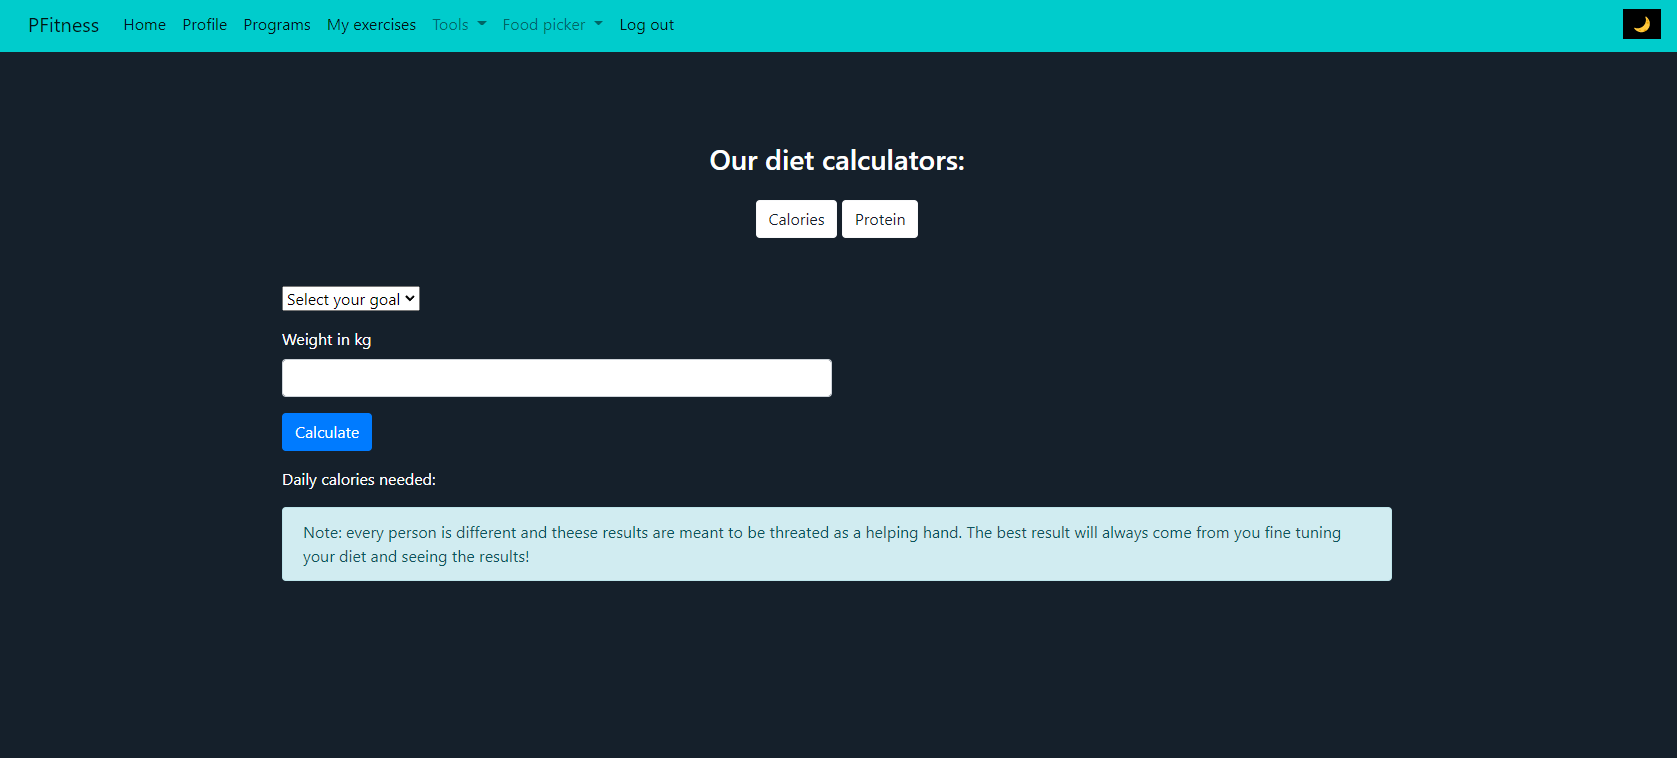 PFitness Home Profile Programs My exercises Tools Food picker Log out
Our diet calculators:
Calories Protein
Select your goal
Weight in kg
Calculate
Daily calories needed:
Note: every person is different and theese results are meant to be threated as a helping hand. The best result will always come from you fine tuning
your diet and seeing the results!